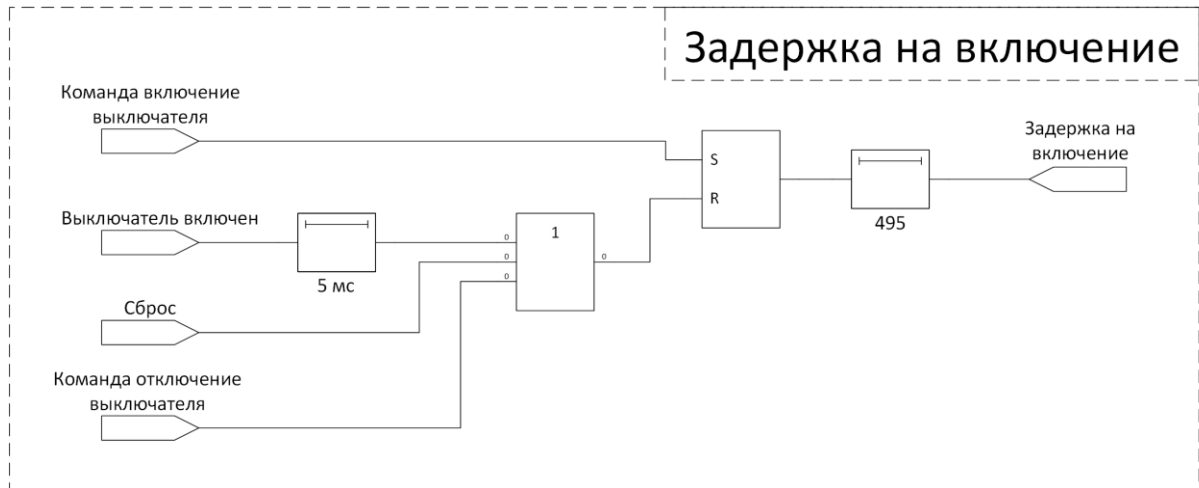 Задержка на включение
Команда включение
выключателя
Задержка на
включение
S
R
Выключатель включен
1
0
0
0
0
495
5 мс
Сброс
Команда отключение
выключателя